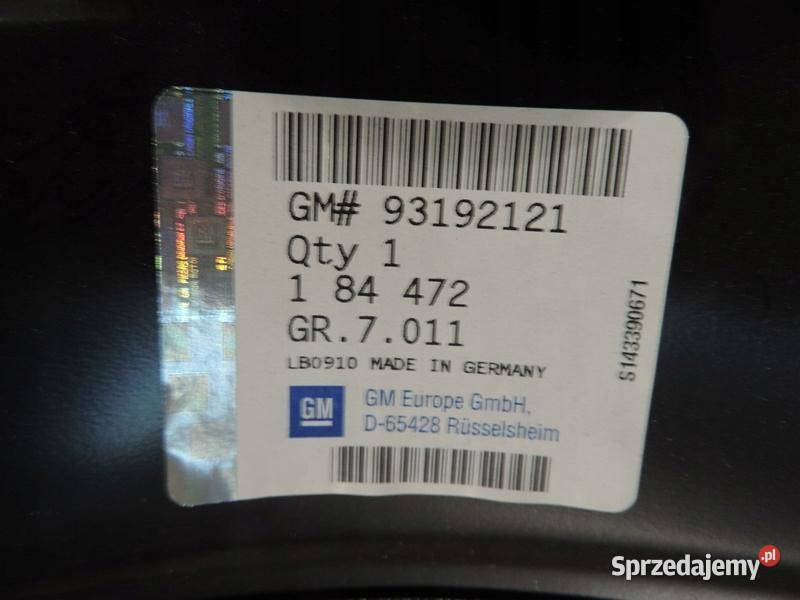 GM# 93192121
Qty 1
1 84 472
GR.7.011
LB0910 MADE IN GERMANY
GM
GM Europe GmbH,
D-65428 Rüsselsheim
S143390671
Sprzedajemy.pl